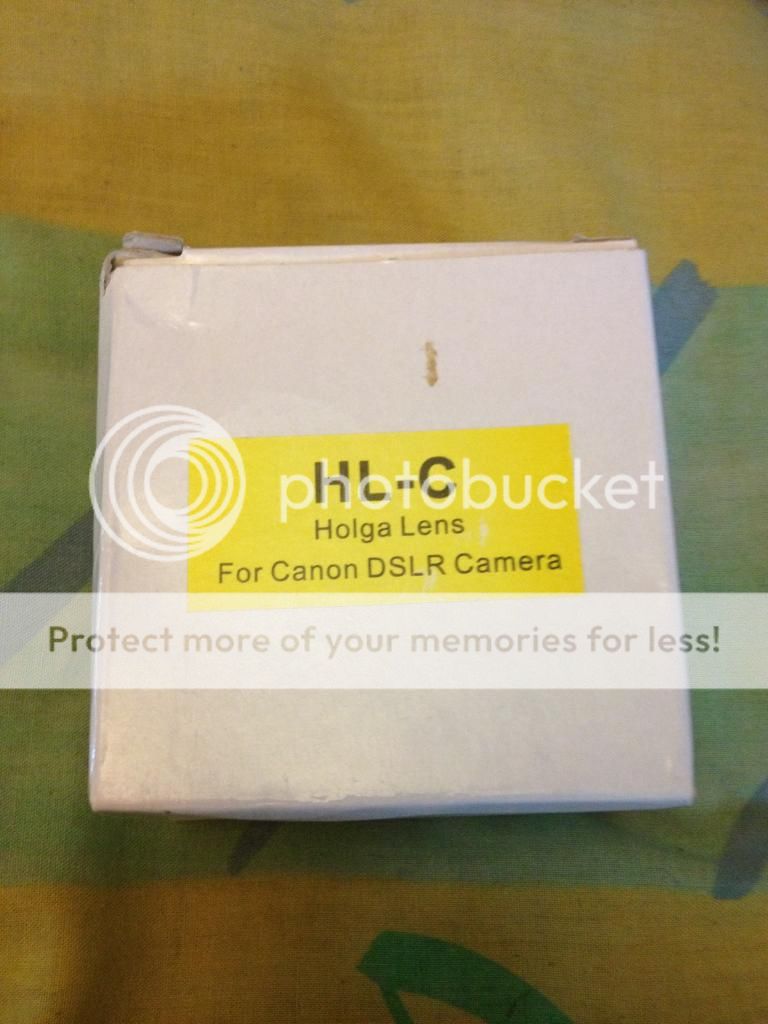 HL-C
photobucket
Holga Lens
For Canon DSLR Camera
Protect more of your memories for less!